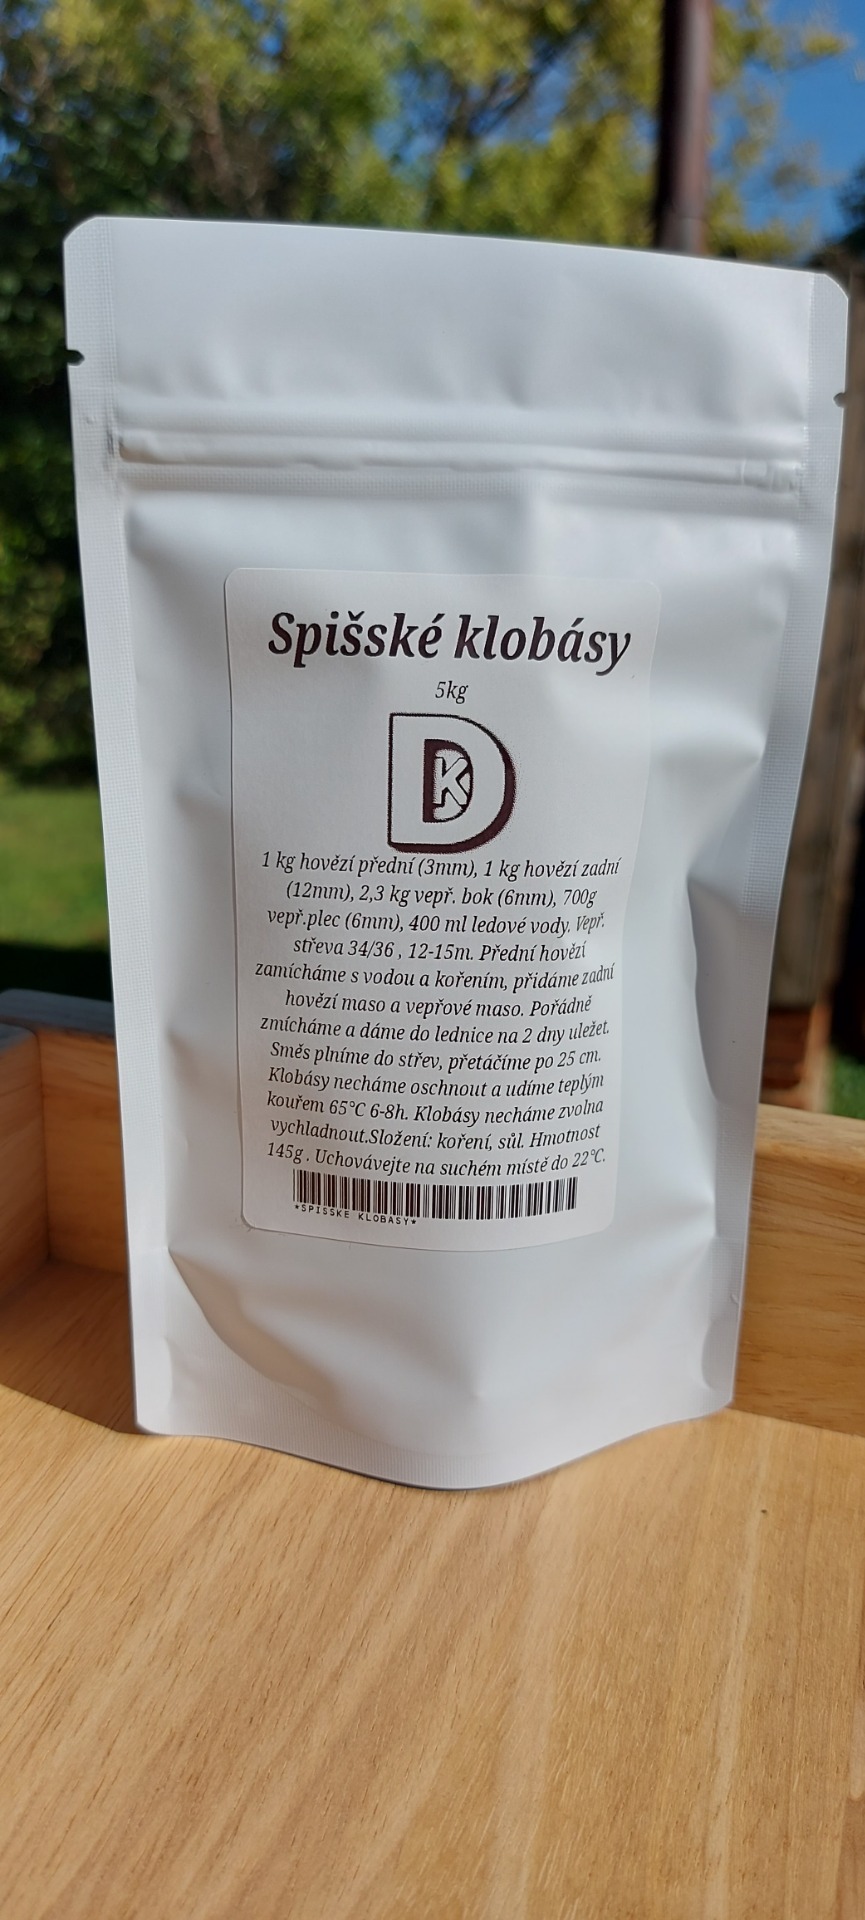 Spišské klobásy
5kg
DK
1 kg hovězí přední (3mm), 1 kg hovězí zadní
(12mm), 2,3 kg vepř. bok (6mm), 700g
vepř.plec (6mm), 400 ml ledové vody. Vepř.
střeva 34/36 , 12-15m. Přední hovězí
zamícháme s vodou a kořením, přidáme zadní
hovězí maso a vepřové maso. Pořádně
zmícháme a dáme do lednice na 2 dny uležet.
Směs plníme do střev, přetáčíme po 25 cm.
Klobásy necháme oschnout a udíme teplým
kouřem 65°C 6-8h. Klobásy necháme zvolna
vychladnout.Složení: koření, sůl. Hmotnost
145g . Uchovávejte na suchém místě do 22°C.
*SPISSKE KLOBASY*